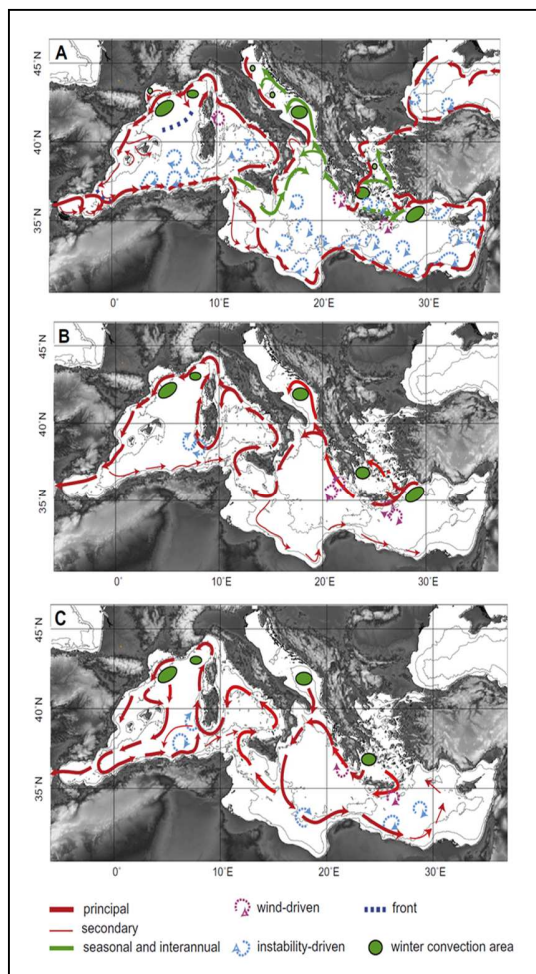 A
45˚N
40˚N
35˚N
0˚ 10˚E 20˚E 30˚E
B
45˚N
40˚N
35˚N
0˚ 10˚E 20˚E 30˚E
C
45˚N
40˚N
35˚N
0˚ 10˚E 20˚E 30˚E
principal wind-driven front
secondary
seasonal and interannual instability-driven winter convection area